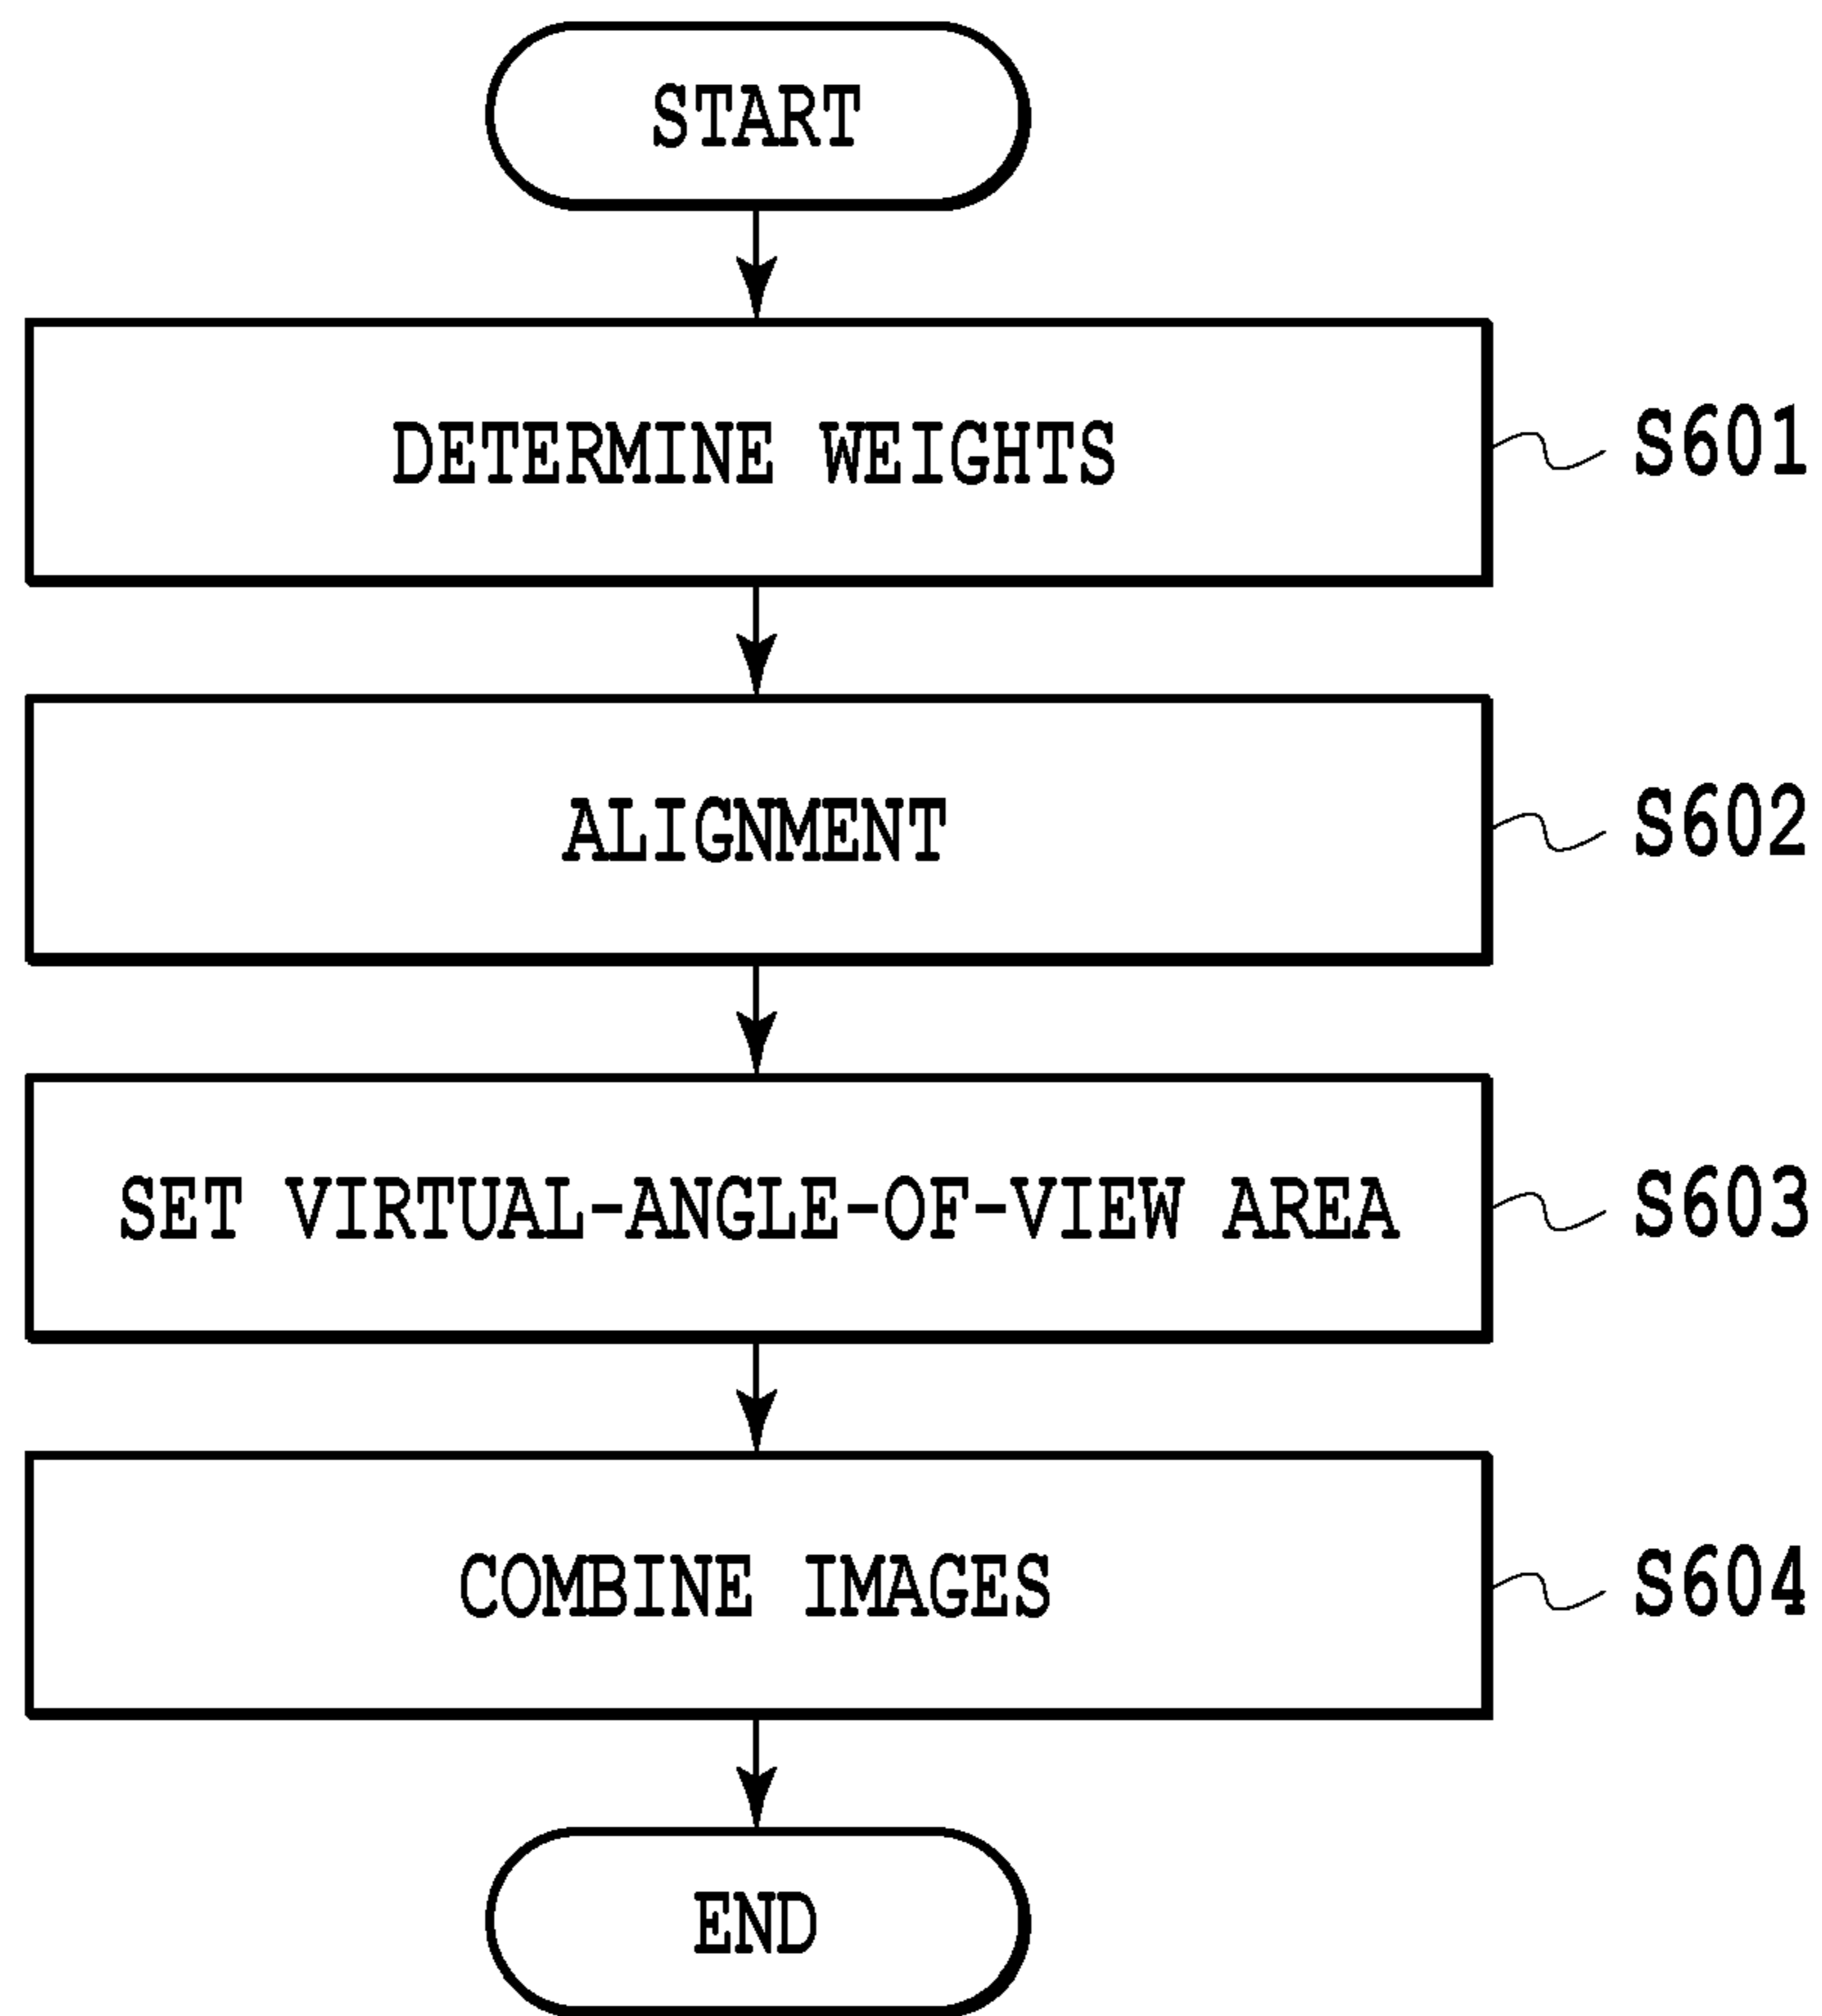 START
DETERMINE WEIGHTS
S601
ALIGNMENT
S602
SET VIRTUAL-ANGLE-OF-VIEW AREA
S603
COMBINE IMAGES
S604
END